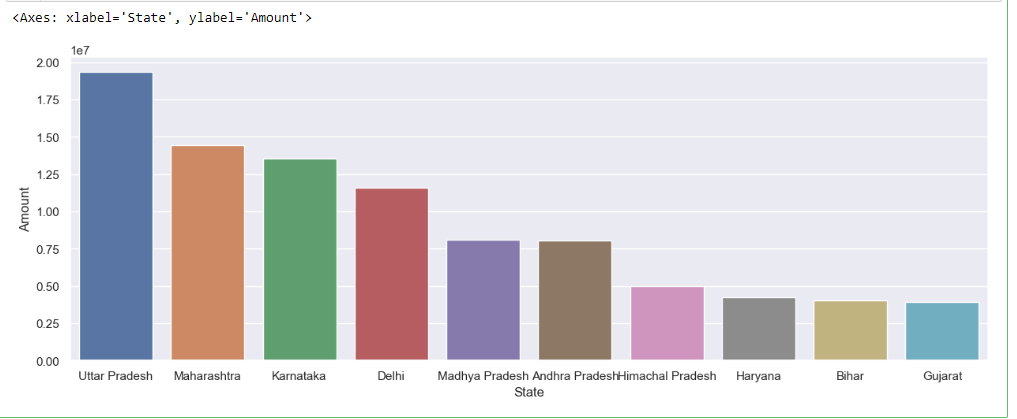 <Axes: xlabel='State', ylabel='Amount'>
1e7
2.00
1.75
1.50
1.25
1.00
0.75
0.50
0.25
0.00
Amount
Uttar Pradesh Maharashtra Karnataka Delhi Madhya Pradesh Andhra Pradesh Himachal Pradesh Haryana Bihar Gujarat
State